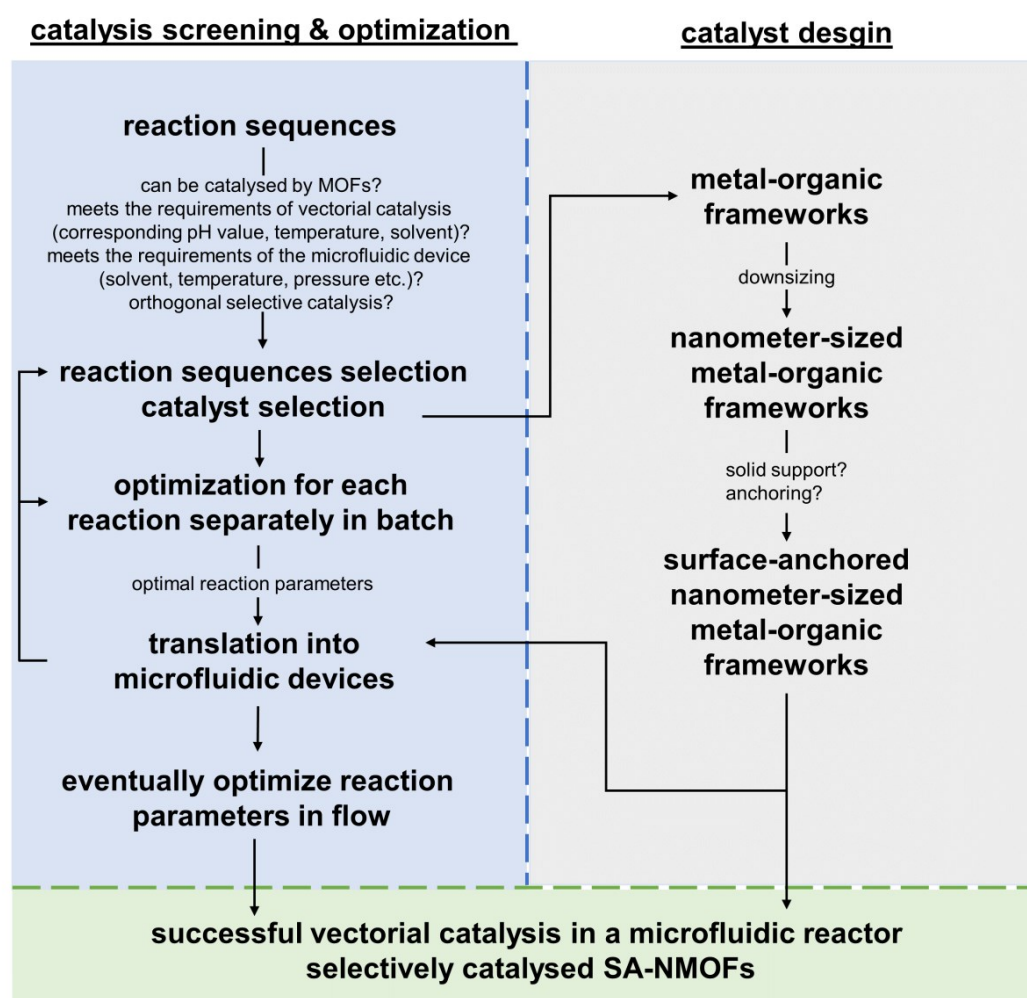 catalysis screening & optimization
reaction sequences
can be catalysed by MOFs?
meets the requirements of vectorial catalysis
(corresponding pH value, temperature, solvent)?
meets the requirements of the microfluidic device
(solvent, temperature, pressure etc.)?
orthogonal selective catalysis?
reaction sequences selection
catalyst selection
optimization for each
reaction separately in batch
optimal reaction parameters
translation into
microfluidic devices
eventually optimize reaction
parameters in flow
catalyst desgin
metal-organic
frameworks
downsizing
nanometer-sized
metal-organic
frameworks
solid support?
anchoring?
surface-anchored
nanometer-sized
metal-organic
frameworks
successful vectorial catalysis in a microfluidic reactor
selectively catalysed SA-NMOFs